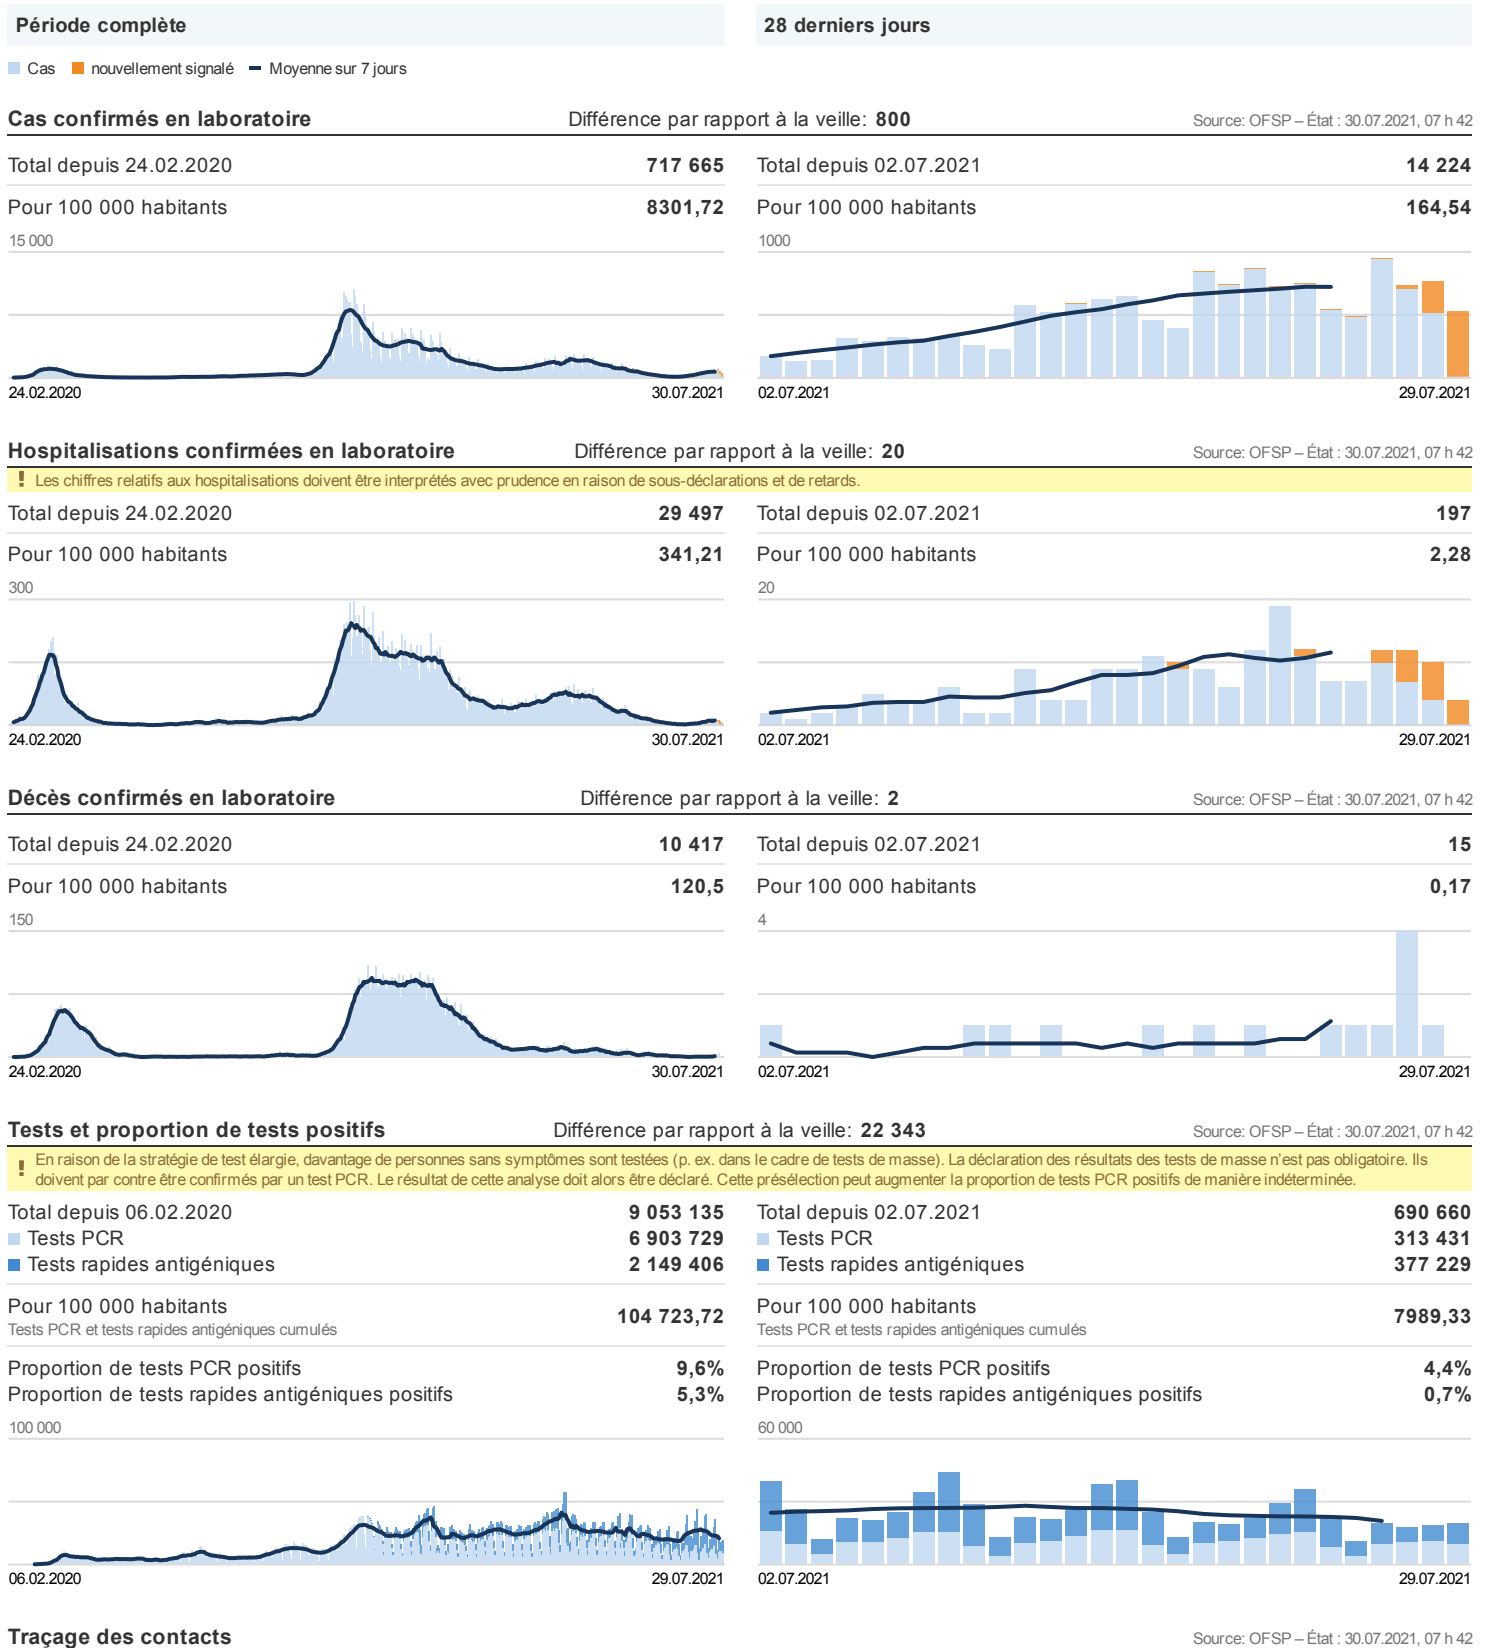 Période complète
28 derniers jours
Cas nouvellement signalé Moyenne sur 7 jours
Cas confirmés en laboratoire Différence par rapport à la veille: 800 Source: OFSP – État : 30.07.2021, 07 h 42
Total depuis 24.02.2020 717 665 Total depuis 02.07.2021 14 224
Pour 100 000 habitants 8301,72 Pour 100 000 habitants 164,54
15 000 1000
24.02.2020 30.07.2021 02.07.2021 29.07.2021
Hospitalisations confirmées en laboratoire Différence par rapport à la veille: 20 Source: OFSP – État : 30.07.2021, 07 h 42
! Les chiffres relatifs aux hospitalisations doivent être interprétés avec prudence en raison de sous-déclarations et de retards.
Total depuis 24.02.2020 29 497 Total depuis 02.07.2021 197
Pour 100 000 habitants 341,21 Pour 100 000 habitants 2,28
300 20
24.02.2020 30.07.2021 02.07.2021 29.07.2021
Décès confirmés en laboratoire Différence par rapport à la veille: 2 Source: OFSP – État : 30.07.2021, 07 h 42
Total depuis 24.02.2020 10 417 Total depuis 02.07.2021 15
Pour 100 000 habitants 120,5 Pour 100 000 habitants 0,17
150 4
24.02.2020 30.07.2021 02.07.2021 29.07.2021
Tests et proportion de tests positifs Différence par rapport à la veille: 22 343 Source: OFSP – État : 30.07.2021, 07 h 42
! En raison de la stratégie de test élargie, davantage de personnes sans symptômes sont testées (p. ex. dans le cadre de tests de masse). La déclaration des résultats des tests de masse n’est pas obligatoire. Ils
doivent par contre être confirmés par un test PCR. Le résultat de cette analyse doit alors être déclaré. Cette présélection peut augmenter la proportion de tests PCR positifs de manière indéterminée.
Total depuis 06.02.2020 9 053 135 Total depuis 02.07.2021 690 660
Tests PCR 6 903 729 Tests PCR 313 431
Tests rapides antigéniques 2 149 406 Tests rapides antigéniques 377 229
Pour 100 000 habitants 104 723,72 Pour 100 000 habitants 7989,33
Tests PCR et tests rapides antigéniques cumulés Tests PCR et tests rapides antigéniques cumulés
Proportion de tests PCR positifs 9,6% Proportion de tests PCR positifs 4,4%
Proportion de tests rapides antigéniques positifs 5,3% Proportion de tests rapides antigéniques positifs 0,7%
100 000 60 000
06.02.2020 29.07.2021 02.07.2021 29.07.2021
Traçage des contacts Source: OFSP – État : 30.07.2021, 07 h 42